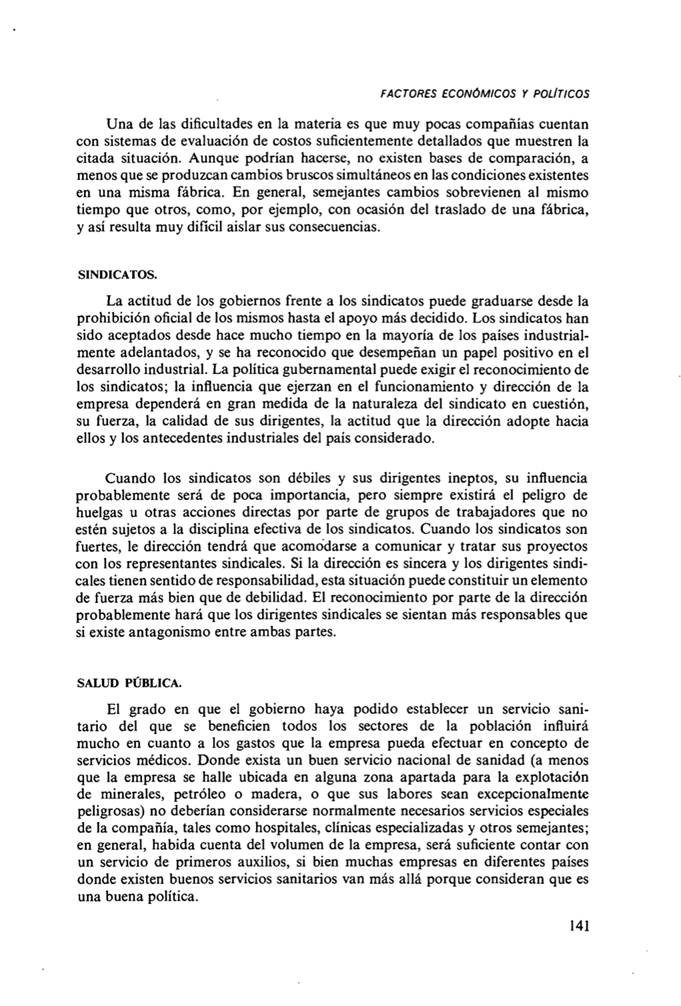 FACTORES ECONÓMICOS Y POLÍTICOS
Una de las dificultades en la materia es que muy pocas compañías cuentan
con sistemas de evaluación de costos suficientemente detallados que muestren la
citada situación. Aunque podrían hacerse, no existen bases de comparación, a
menos que se produzcan cambios bruscos simultáneos en las condiciones existentes
en una misma fábrica. En general, semejantes cambios sobrevienen al mismo
tiempo que otros, como, por ejemplo, con ocasión del traslado de una fábrica,
y así resulta muy difícil aislar sus consecuencias.
SINDICATOS.
La actitud de los gobiernos frente a los sindicatos puede graduarse desde la
prohibición oficial de los mismos hasta el apoyo más decidido. Los sindicatos han
sido aceptados desde hace mucho tiempo en la mayoría de los países industrial-
mente adelantados, y se ha reconocido que desempeñan un papel positivo en el
desarrollo industrial. La política gubernamental puede exigir el reconocimiento de
los sindicatos; la influencia que ejerzan en el funcionamiento y dirección de la
empresa dependerá en gran medida de la naturaleza del sindicato en cuestión,
su fuerza, la calidad de sus dirigentes, la actitud que la dirección adopte hacia
ellos y los antecedentes industriales del país considerado.
Cuando los sindicatos son débiles y sus dirigentes ineptos, su influencia
probablemente será de poca importancia, pero siempre existirá el peligro de
huelgas u otras acciones directas por parte de grupos de trabajadores que no
estén sujetos a la disciplina efectiva de los sindicatos. Cuando los sindicatos son
fuertes, le dirección tendrá que acomodarse a comunicar y tratar sus proyectos
con los representantes sindicales. Si la dirección es sincera y los dirigentes sindi-
cales tienen sentido de responsabilidad, esta situación puede constituir un elemento
de fuerza más bien que de debilidad. El reconocimiento por parte de la dirección
probablemente hará que los dirigentes sindicales se sientan más responsables que
si existe antagonismo entre ambas partes.
SALUD PÚBLICA.
El grado en que el gobierno haya podido establecer un servicio sani-
tario del que se beneficien todos los sectores de la población influirá
mucho en cuanto a los gastos que la empresa pueda efectuar en concepto de
servicios médicos. Donde exista un buen servicio nacional de sanidad (a menos
que la empresa se halle ubicada en alguna zona apartada para la explotación
de minerales, petróleo o madera, o que sus labores sean excepcionalmente
peligrosas) no deberían considerarse normalmente necesarios servicios especiales
de la compañía, tales como hospitales, clínicas especializadas y otros semejantes;
en general, habida cuenta del volumen de la empresa, será suficiente contar con
un servicio de primeros auxilios, si bien muchas empresas en diferentes países
donde existen buenos servicios sanitarios van más allá porque consideran que es
una buena política.
141